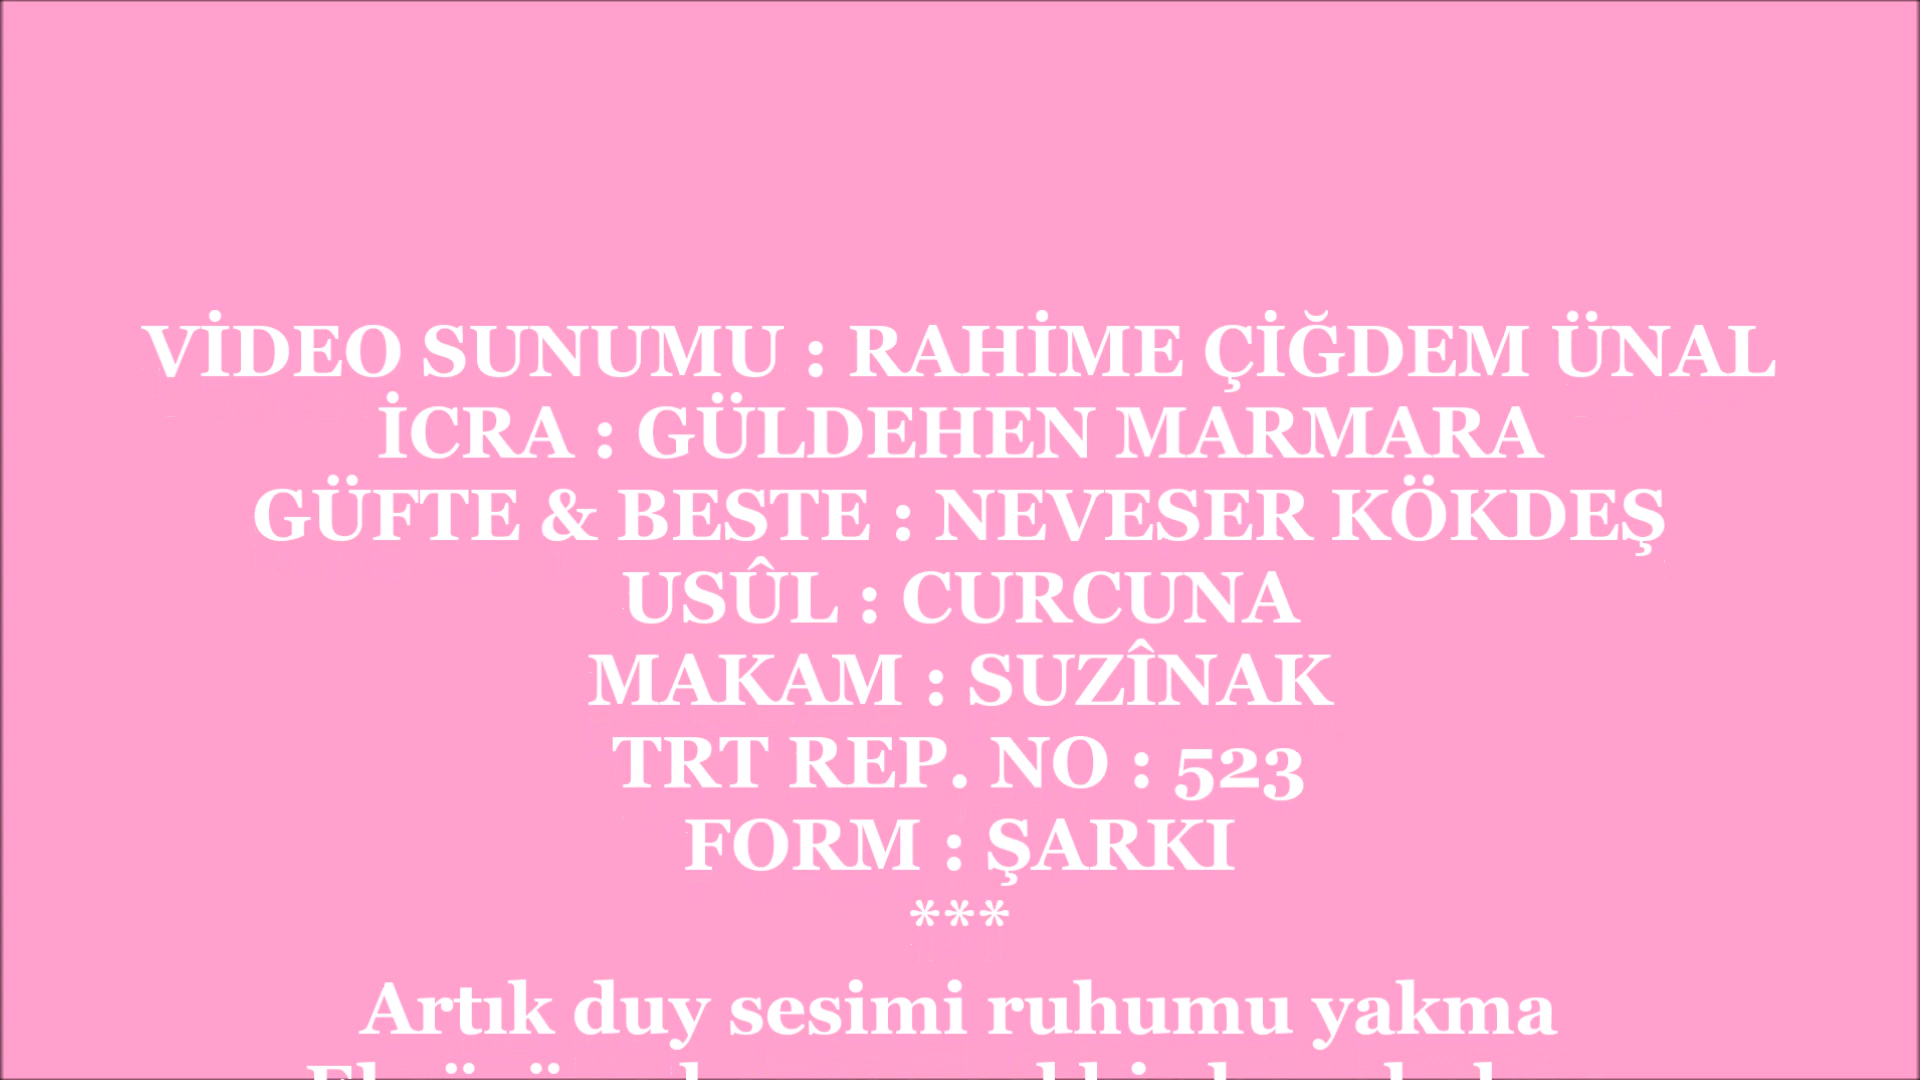 VİDEO SUNUMU : RAHİME ÇİĞDEM ÜNAL
İCRA : GÜLDEHEN MARMARA
GÜFTE & BESTE : NEVESER KÖKDEŞ
USÛL : CURCUNA
MAKAM : SUZÎNAK
TRT REP. NO : 523
FORM : ŞARKI
***
Artık duy sesimi ruhumu yakma